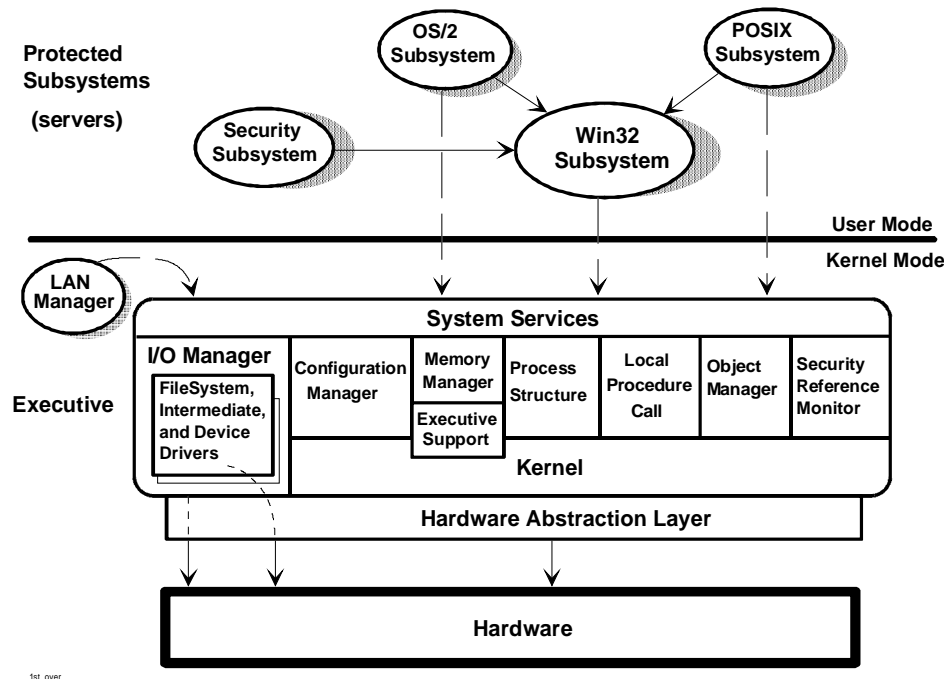 OS/2
Subsystem
POSIX
Subsystem
Protected
Subsystems
(servers)
Security
Subsystem
Win32
Subsystem
User Mode
Kernel Mode
LAN
Manager
System Services
I/O Manager
FileSystem,
Intermediate,
and Device
Drivers
Configuration
Manager
Memory
Manager
Executive
Support
Process
Structure
Local
Procedure
Call
Object
Manager
Security
Reference
Monitor
Executive
Kernel
Hardware Abstraction Layer
Hardware
1st_over